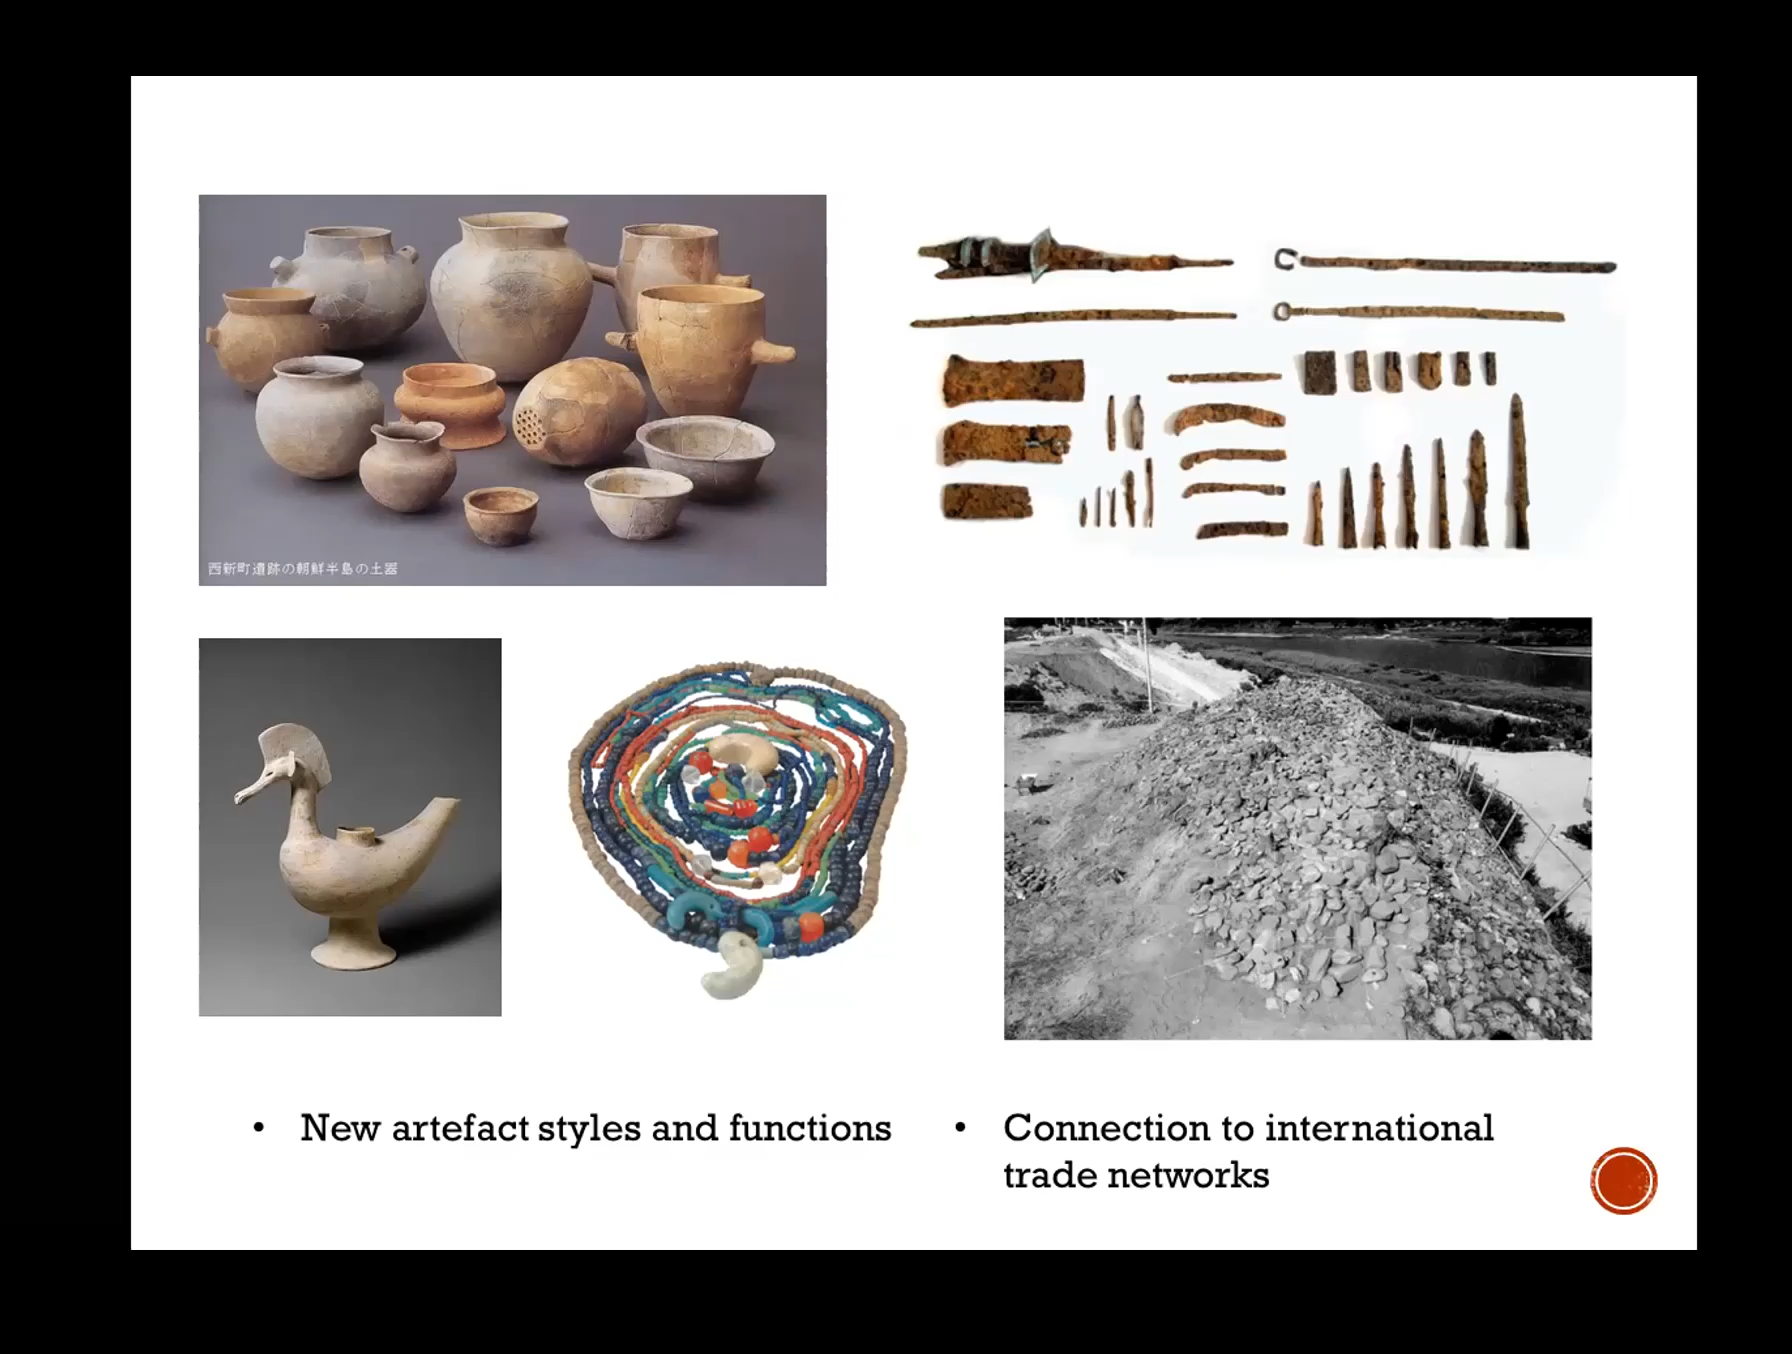 西新町遺跡の朝鮮半島の土器
• New artefact styles and functions
• Connection to international
trade networks